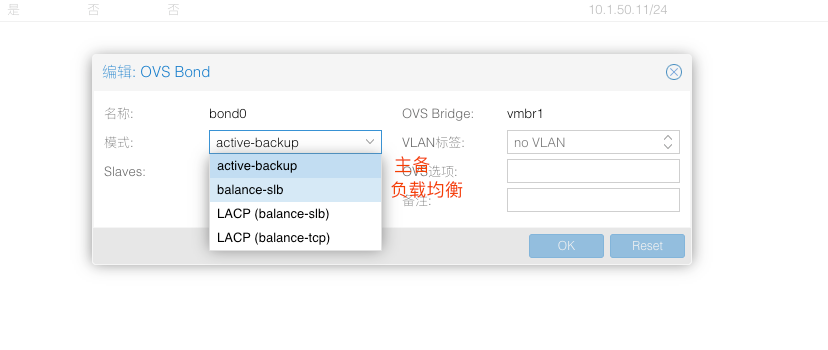 是 否 否 10.1.50.11/24
编辑: OVS Bond
名称: bond0 OVS Bridge: vmbr1
模式: active-backup VLAN标签: no VLAN
active-backup 主备
Slaves: OVS选项:
balance-slb 负载均衡
备注:
LACP (balance-slb)
LACP (balance-tcp)
OK Reset